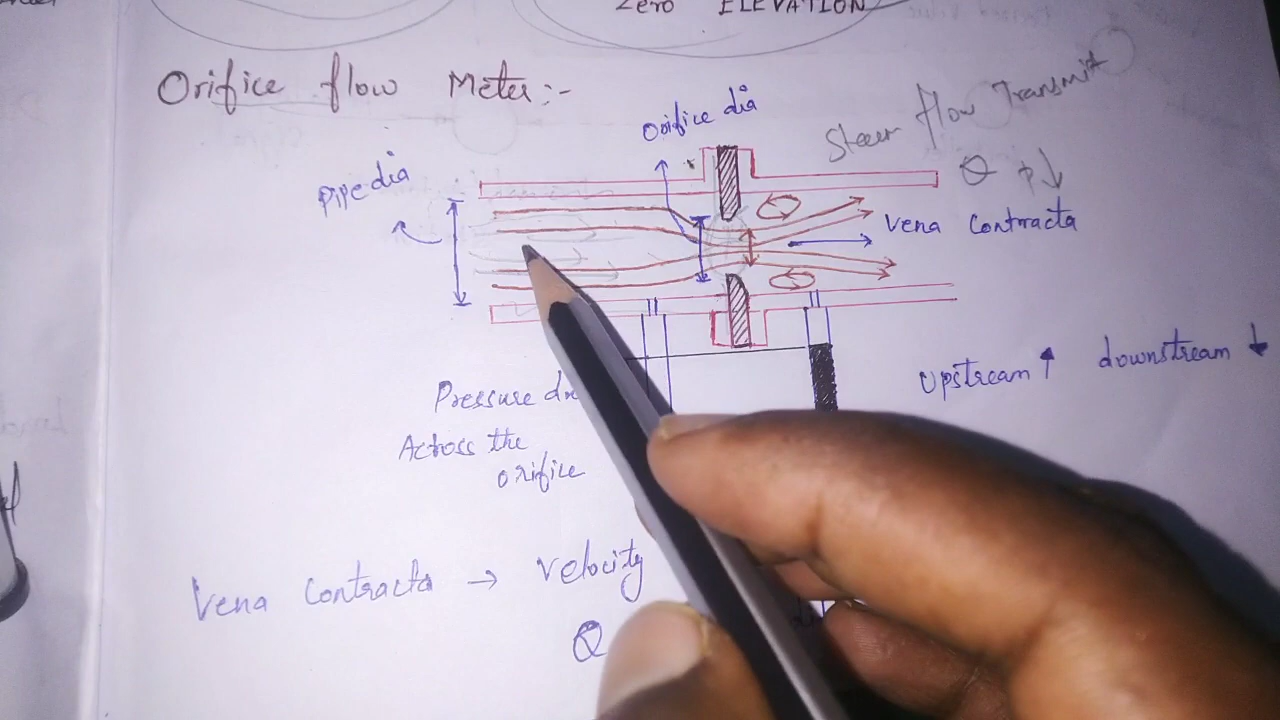 Zero ELEVATION
Orifice flow Meter:-
Orifice dia
Pipe dia
Steam flow Transmit
Q P↓
Vena Contracta
Upstream ↑ downstream ↓
Pressure
Across the
orifice
Vena Contracta → Velocity
Q